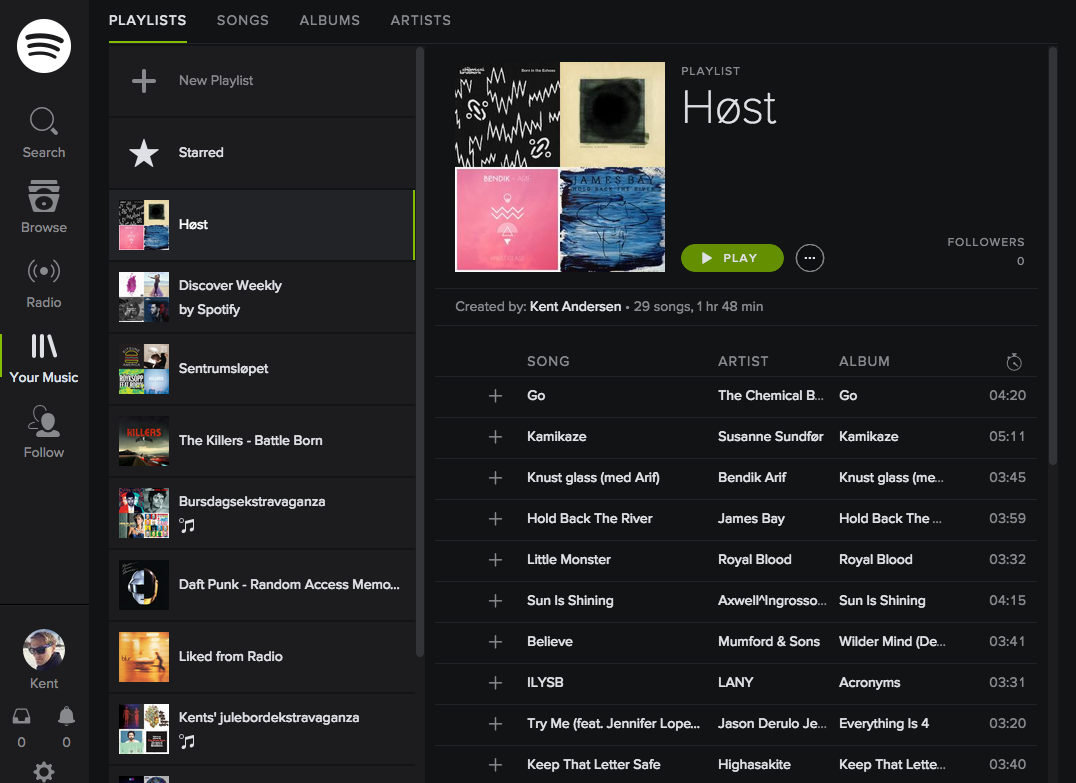 PLAYLISTS SONGS ALBUMS ARTISTS
Search
Browse
Radio
Your Music
Follow
Kent
0 0
New Playlist
Starred
Høst
Discover Weekly
by Spotify
Sentrumsløpet
KILLERS
The Killers - Battle Born
Bursdagsekstravaganza
Daft Punk - Random Access Memo...
Liked from Radio
Kents' julebordekstravaganza
BENDIK - ARIF
JAMES BAY
HOLD BACK THE RIVER
PLAYLIST
Høst
PLAY
FOLLOWERS
0
Created by: Kent Andersen • 29 songs, 1 hr 48 min
SONG ARTIST ALBUM
Go The Chemical B... Go 04:20
Kamikaze Susanne Sundfør Kamikaze 05:11
Knust glass (med Arif) Bendik Arif Knust glass (me... 03:45
Hold Back The River James Bay Hold Back The ... 03:59
Little Monster Royal Blood Royal Blood 03:32
Sun Is Shining Axwell^Ingrosso... Sun Is Shining 04:15
Believe Mumford & Sons Wilder Mind (De... 03:41
ILYSB LANY Acronyms 03:31
Try Me (feat. Jennifer Lope... Jason Derulo Je... Everything Is 4 03:20
Keep That Letter Safe Highasakite Keep That Lette... 03:40